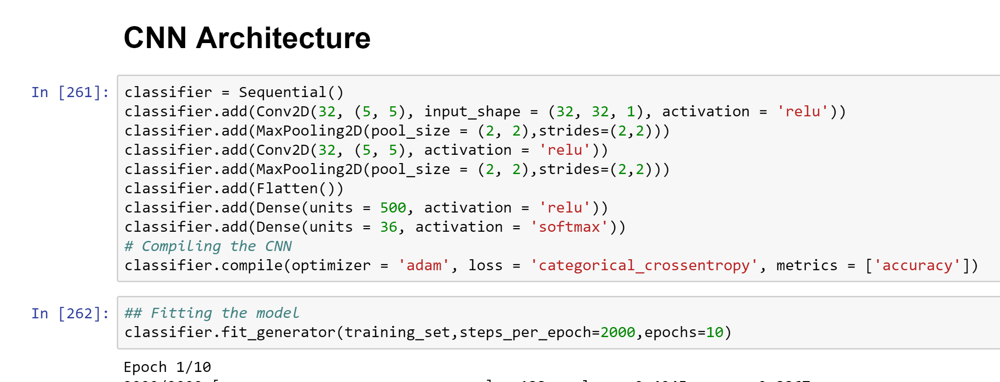 CNN Architecture
In [261]:
classifier = Sequential()
classifier.add(Conv2D(32, (5, 5), input_shape = (32, 32, 1), activation = 'relu'))
classifier.add(MaxPooling2D(pool_size = (2, 2),strides=(2,2)))
classifier.add(Conv2D(32, (5, 5), activation = 'relu'))
classifier.add(MaxPooling2D(pool_size = (2, 2),strides=(2,2)))
classifier.add(Flatten())
classifier.add(Dense(units = 500, activation = 'relu'))
classifier.add(Dense(units = 36, activation = 'softmax'))
# Compiling the CNN
classifier.compile(optimizer = 'adam', loss = 'categorical_crossentropy', metrics = ['accuracy'])
In [262]:
## Fitting the model
classifier.fit_generator(training_set,steps_per_epoch=2000,epochs=10)
Epoch 1/10